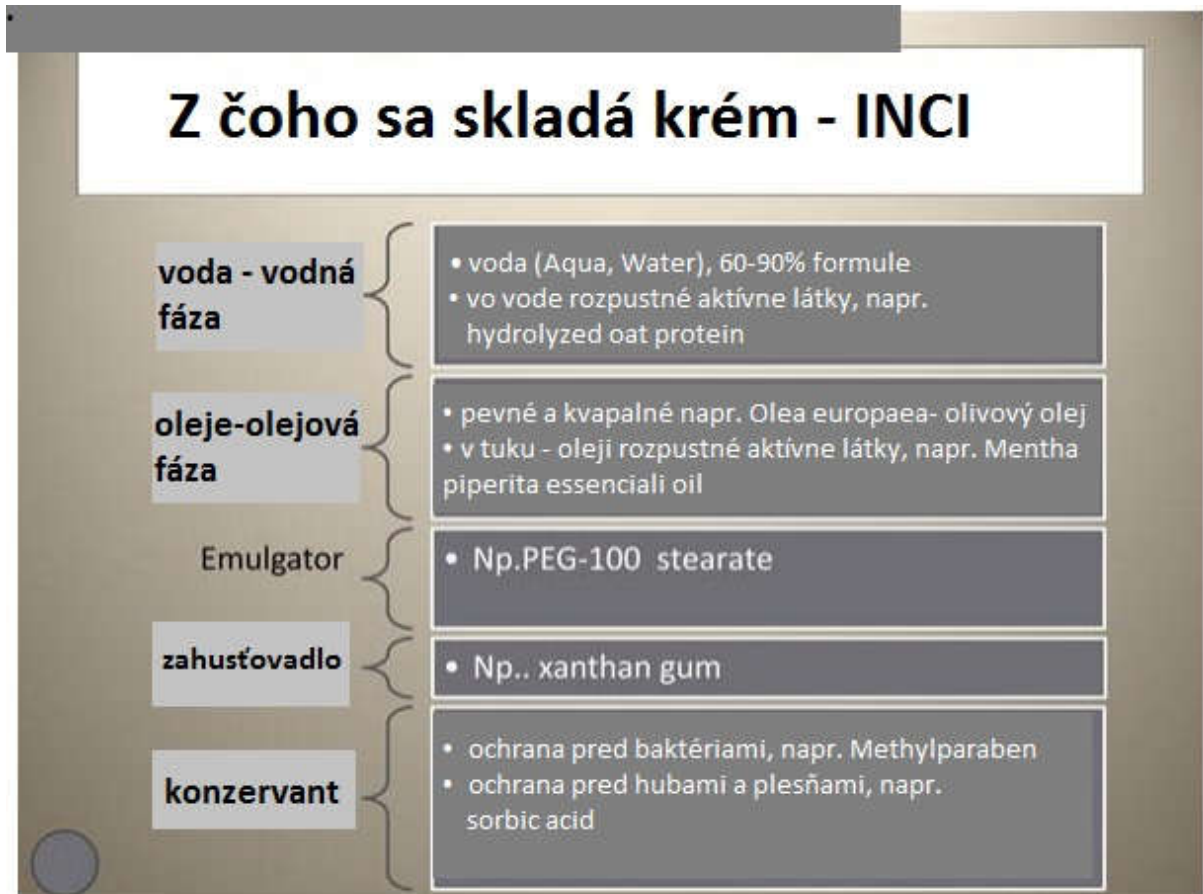 Z čoho sa skladá krém - INCI
voda - vodná
fáza
• voda (Aqua, Water), 60-90% formule
• vo vode rozpustné aktívne látky, napr.
hydrolyzed oat protein
oleje-olejová
fáza
• pevné a kvapalné napr. Olea europaea- olivový olej
• v tuku - oleji rozpustné aktívne látky, napr. Mentha
piperita essenciali oil
Emulgator
• Np.PEG-100 stearate
zahusťovadlo
• Np.. xanthan gum
konzervant
• ochrana pred baktériami, napr. Methylparaben
• ochrana pred hubami a plesňami, napr.
sorbic acid